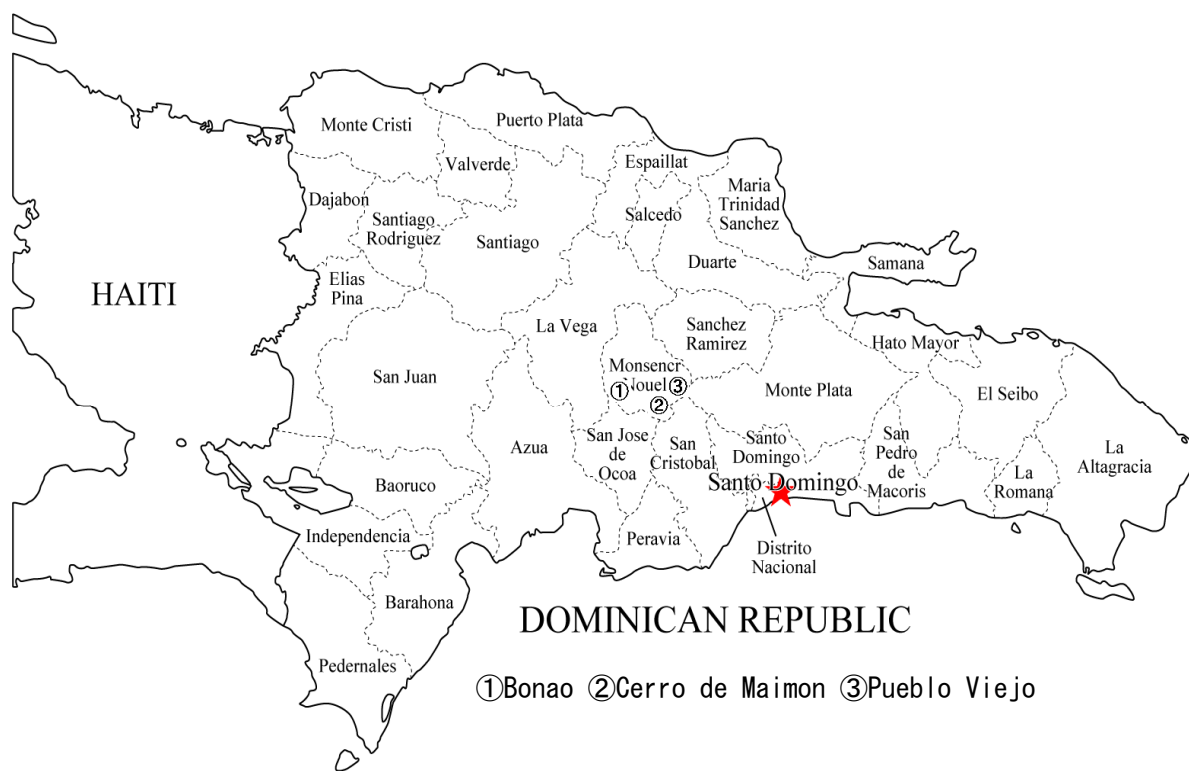 Monte Cristi
Puerto Plata
Valverde
Espaillat
Maria
Trinidad
Sanchez
Dajabon
Santiago
Rodriguez
Santiago
Salcedo
Duarte
Samana
Elias
Pina
HAITI
La Vega
Sanchez
Ramirez
Hato Mayor
San Juan
Monsencr
Nouel
①
②
③
Monte Plata
El Seibo
Azua
San Jose
de
Ocoa
San
Cristobal
Santo
Domingo
San
Pedro
de
Macoris
La
Romana
La
Altagracia
Santo Domingo
Baoruco
Independencia
Peravia
Distrito
Nacional
Barahona
DOMINICAN REPUBLIC
Pedernales
①Bonao ②Cerro de Maimon ③Pueblo Viejo